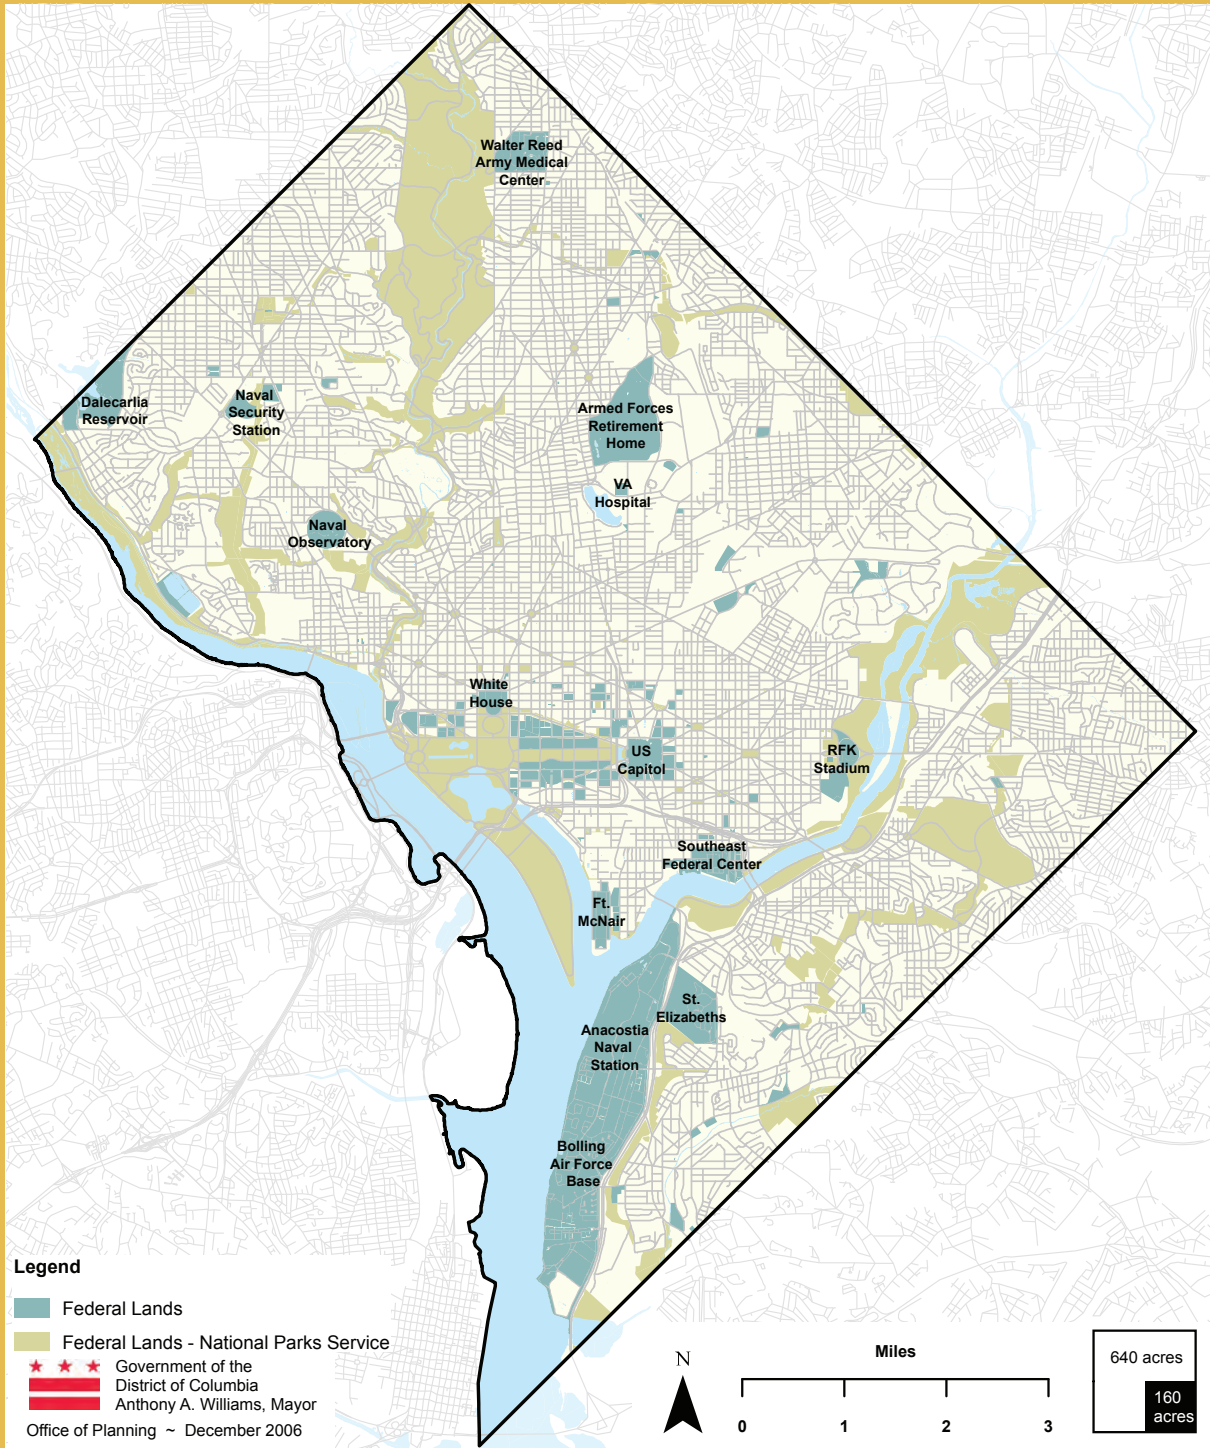 Walter Reed
Army Medical
Center
Dalecarlia
Reservoir
Naval
Security
Station
Armed Forces
Retirement
Home
VA
Hospital
Naval
Observatory
White
House
US
Capitol
RFK
Stadium
Southeast
Federal Center
Ft.
McNair
St.
Elizabeths
Anacostia
Naval
Station
Bolling
Air Force
Base
Legend
Federal Lands
Federal Lands - National Parks Service
Government of the
District of Columbia
Anthony A. Williams, Mayor
Office of Planning ~ December 2006
N
Miles
0 1 2 3
640 acres
160
acres